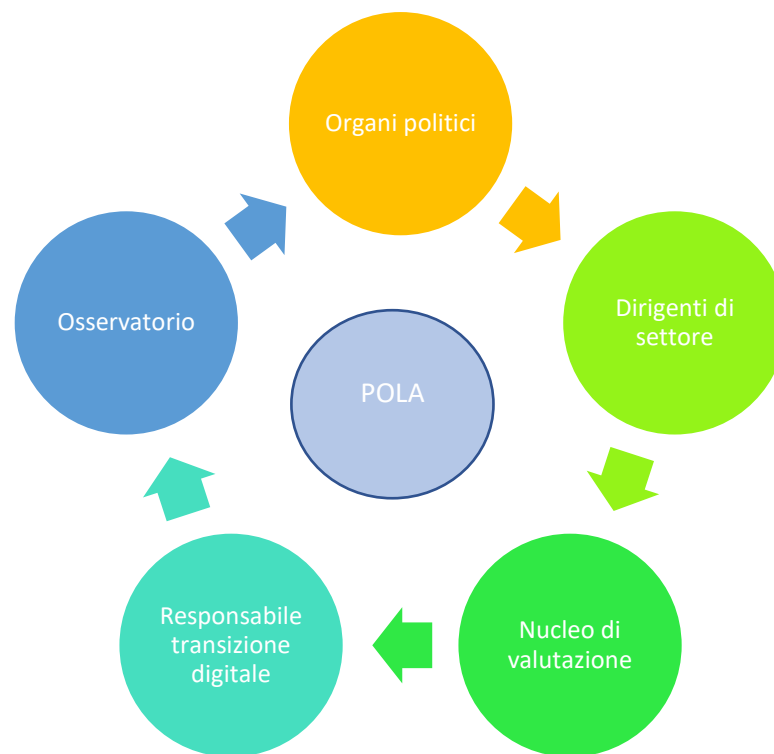 Organi politici
Dirigenti di
settore
Osservatorio
POLA
Responsabile
transizione
digitale
Nucleo di
valutazione